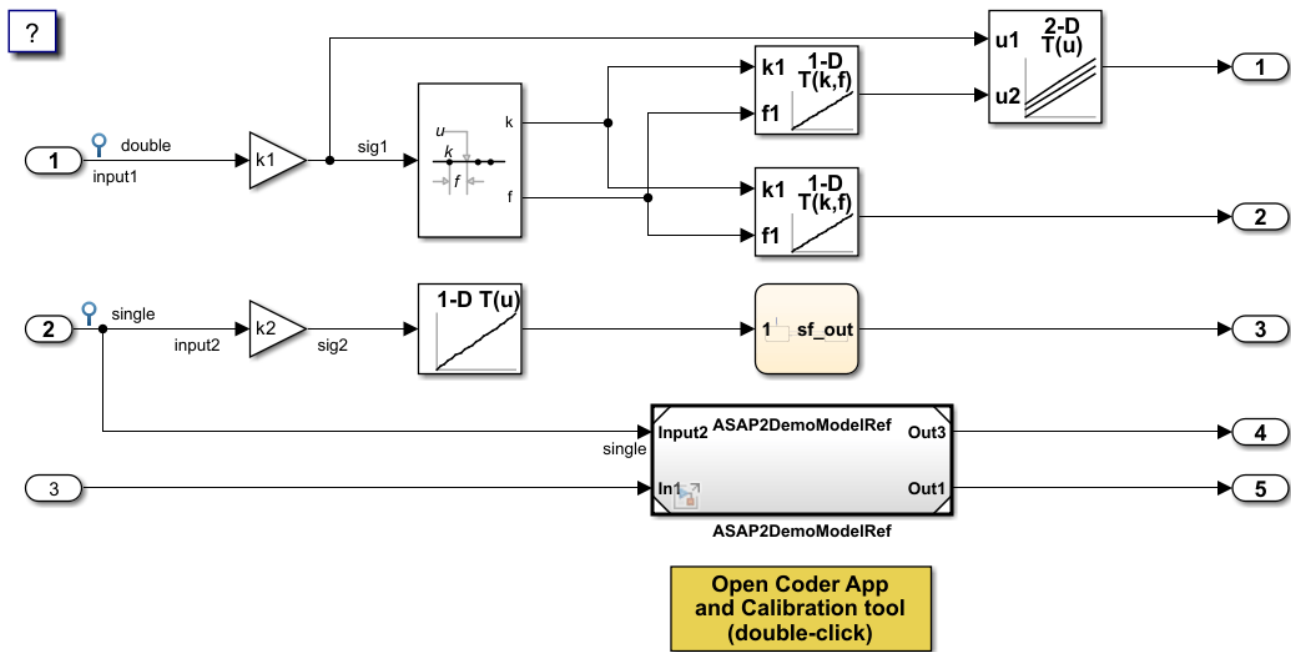 ?
1
double
input1
k1
sig1
u
k
f
k
f
k1
f1
1-D
T(k,f)
u1
u2
2-D
T(u)
1
k1
f1
1-D
T(k,f)
2
2
single
input2
k2
sig2
1-D T(u)
1
sf_out
3
single
Input2
ASAP2DemoModelRef
Out3
4
3
In1
Out1
5
ASAP2DemoModelRef
Open Coder App
and Calibration tool
(double-click)